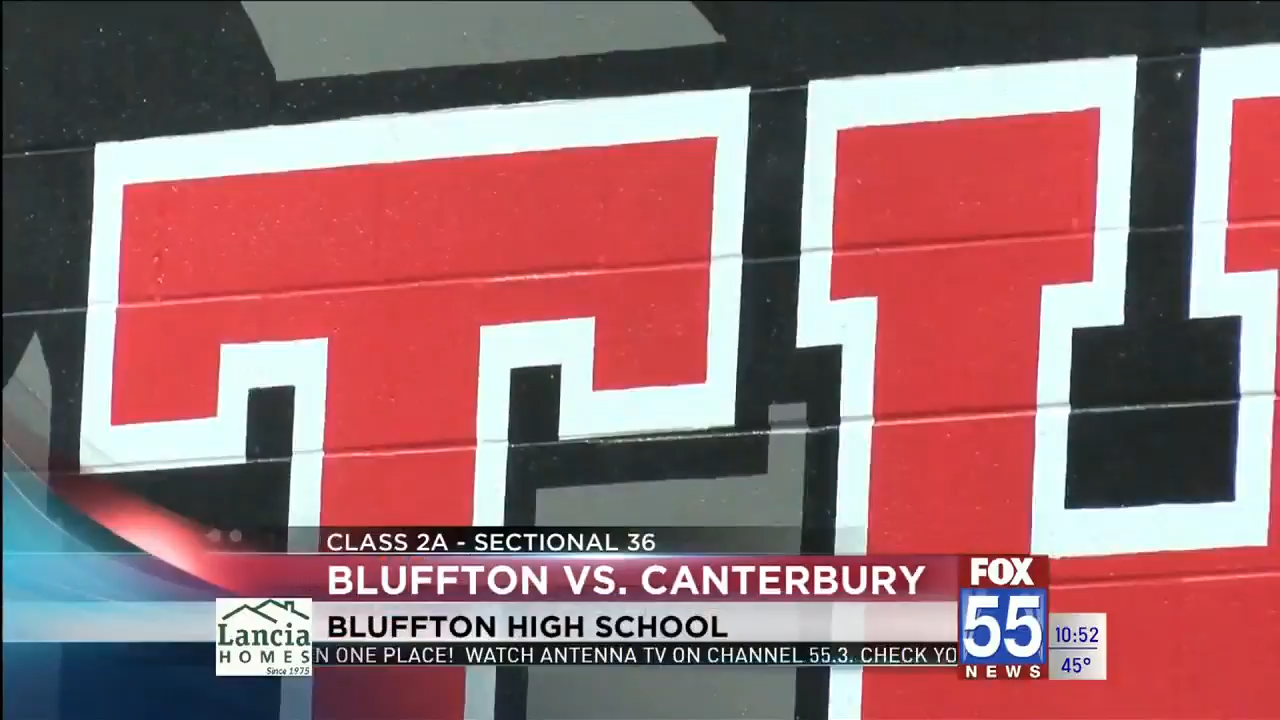 TU
CLASS 2A - SECTIONAL 36
BLUFFTON VS. CANTERBURY
BLUFFTON HIGH SCHOOL
Lancia
HOMES
Since 1975
N ONE PLACE! WATCH ANTENNA TV ON CHANNEL 55.3. CHECK YO
FOX
55
NEWS
10:52
45°